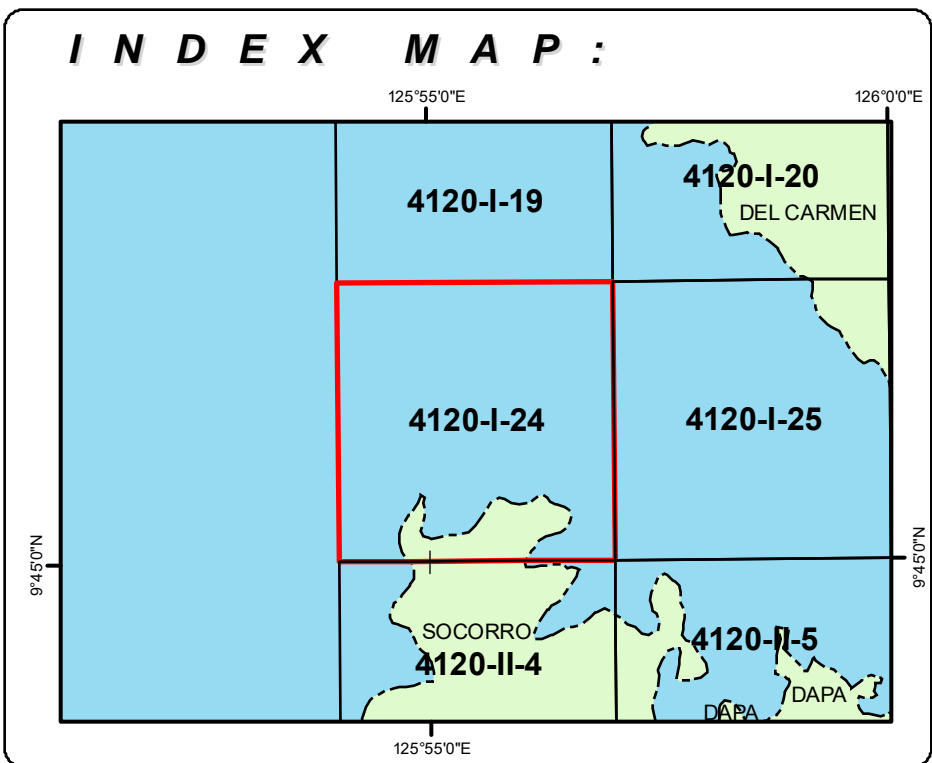 INDEX MAP:
125°55'0"E
126°0'0"E
4120-I-19
4120-I-20
DEL CARMEN
4120-I-24
4120-I-25
9°45'0"N
9°45'0"N
SOCORRO
4120-II-4
4120-II-5
DAPA
DAPA
125°55'0"E